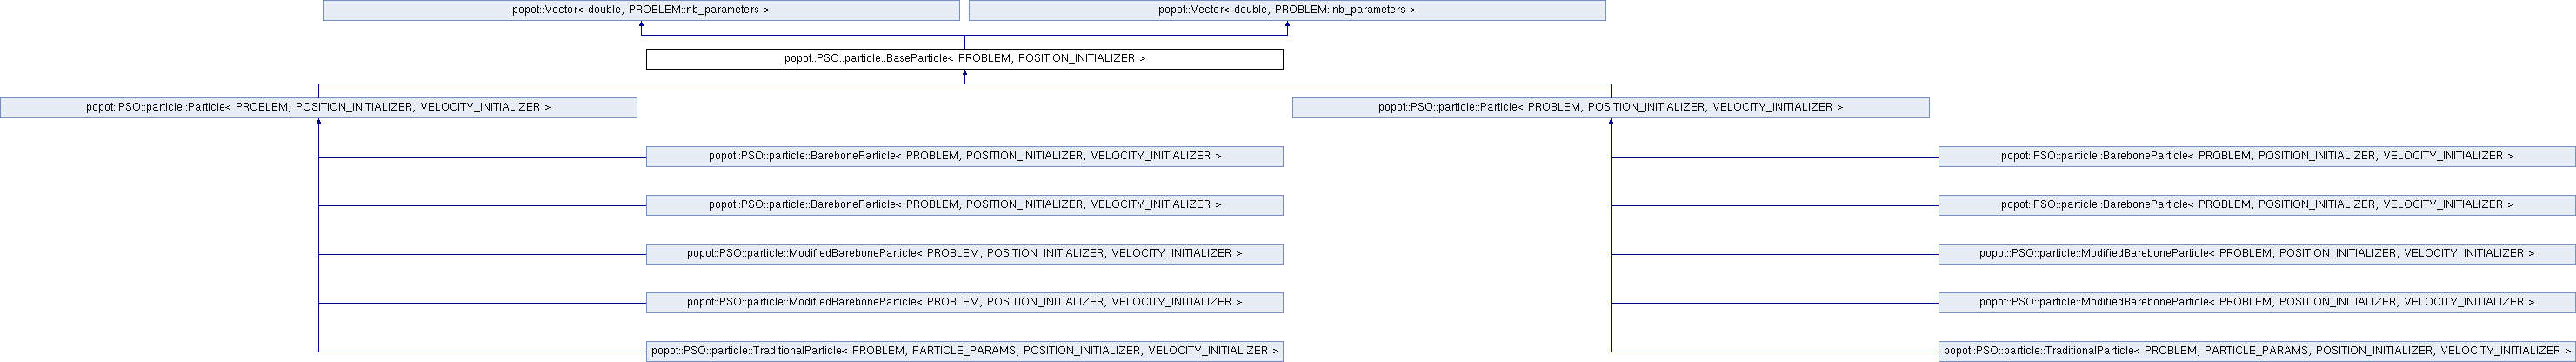 popot::Vector< double, PROBLEM::nb_parameters >
popot::Vector< double, PROBLEM::nb_parameters >
popot::PSO::particle::BaseParticle< PROBLEM, POSITION_INITIALIZER >
popot::PSO::particle::Particle< PROBLEM, POSITION_INITIALIZER, VELOCITY_INITIALIZER >
popot::PSO::particle::Particle< PROBLEM, POSITION_INITIALIZER, VELOCITY_INITIALIZER >
popot::PSO::particle::BareboneParticle< PROBLEM, POSITION_INITIALIZER, VELOCITY_INITIALIZER >
popot::PSO::particle::BareboneParticle< PROBLEM, POSITION_INITIALIZER, VELOCITY_INITIALIZER >
popot::PSO::particle::BareboneParticle< PROBLEM, POSITION_INITIALIZER, VELOCITY_INITIALIZER >
popot::PSO::particle::BareboneParticle< PROBLEM, POSITION_INITIALIZER, VELOCITY_INITIALIZER >
popot::PSO::particle::ModifiedBareboneParticle< PROBLEM, POSITION_INITIALIZER, VELOCITY_INITIALIZER >
popot::PSO::particle::ModifiedBareboneParticle< PROBLEM, POSITION_INITIALIZER, VELOCITY_INITIALIZER >
popot::PSO::particle::ModifiedBareboneParticle< PROBLEM, POSITION_INITIALIZER, VELOCITY_INITIALIZER >
popot::PSO::particle::ModifiedBareboneParticle< PROBLEM, POSITION_INITIALIZER, VELOCITY_INITIALIZER >
popot::PSO::particle::TraditionalParticle< PROBLEM, PARTICLE_PARAMS, POSITION_INITIALIZER, VELOCITY_INITIALIZER >
popot::PSO::particle::TraditionalParticle< PROBLEM, PARTICLE_PARAMS, POSITION_INITIALIZER, VELOCITY_INITIALIZER >